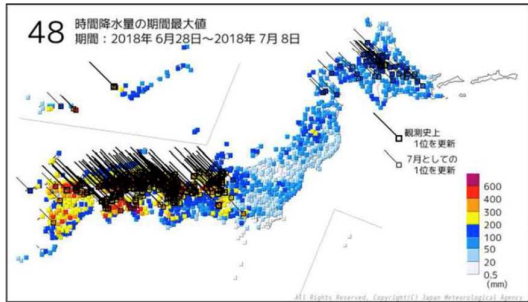 48 時間降水量の期間最大値
期間：2018年 6月28日～2018年 7月 8日
観測史上
1位を更新
7月としての
1位を更新
600
400
300
200
100
50
20
0.5
(mm)
All Rights Reserved, Copyright(C) Japan Meteorological Agency